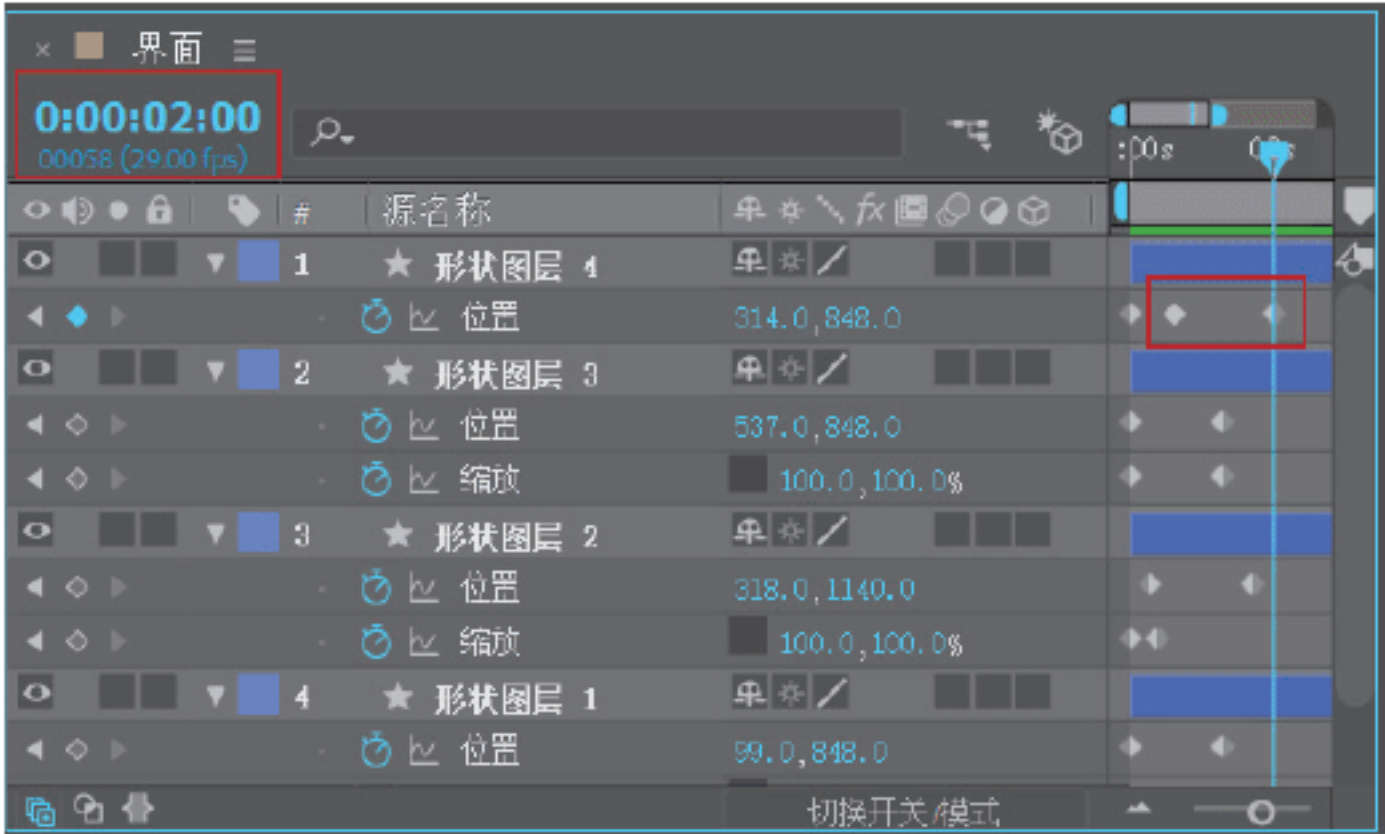 × 界面
0:00:02:00
00058 (29.00 fps)
:00s
# 源名称 fx
1 ★ 形状图层 4
位置 314.0,848.0
2 ★ 形状图层 3
位置 537.0,848.0
缩放 100.0,100.0%
3 ★ 形状图层 2
位置 318.0,1140.0
缩放 100.0,100.0%
4 ★ 形状图层 1
位置 99.0,848.0
切换开关/模式